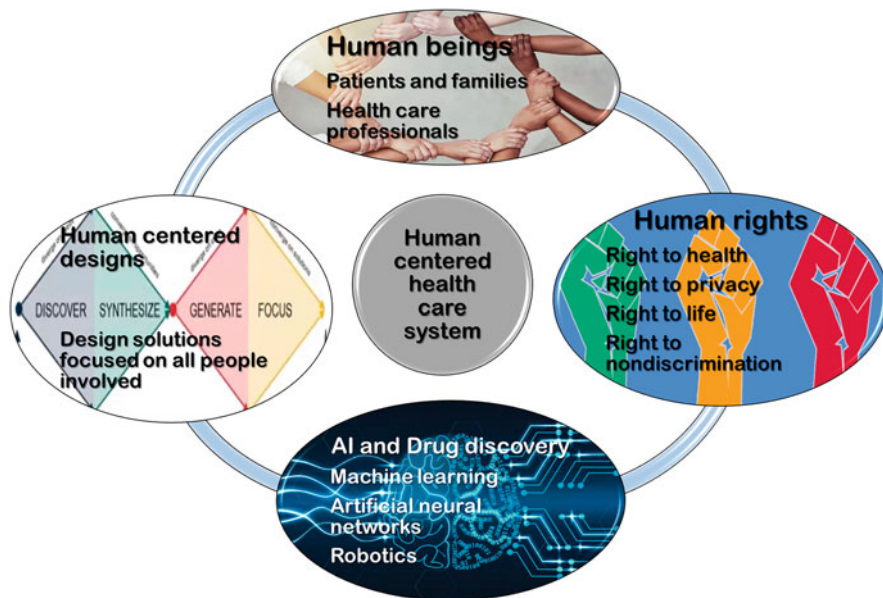 Human beings
Patients and families
Health care
professionals
Human centered
designs
DISCOVER
SYNTHESIZE
GENERATE
FOCUS
Design solutions
focused on all people
involved
Human
centered
health
care
system
Human rights
Right to health
Right to privacy
Right to life
Right to
nondiscrimination
AI and Drug discovery
Machine learning
Artificial neural
networks
Robotics